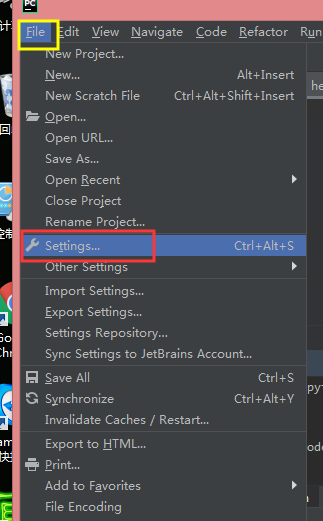 PC
File Edit View Navigate Code Refactor Run
New Project...
New... Alt+Insert
New Scratch File Ctrl+Alt+Shift+Insert
Open...
Open URL...
Save As...
Open Recent
Close Project
Rename Project...
Settings... Ctrl+Alt+S
Other Settings
Import Settings...
Export Settings...
Settings Repository...
Sync Settings to JetBrains Account...
Save All Ctrl+S
Synchronize Ctrl+Alt+Y
Invalidate Caches / Restart...
Export to HTML...
Print...
Add to Favorites
File Encoding